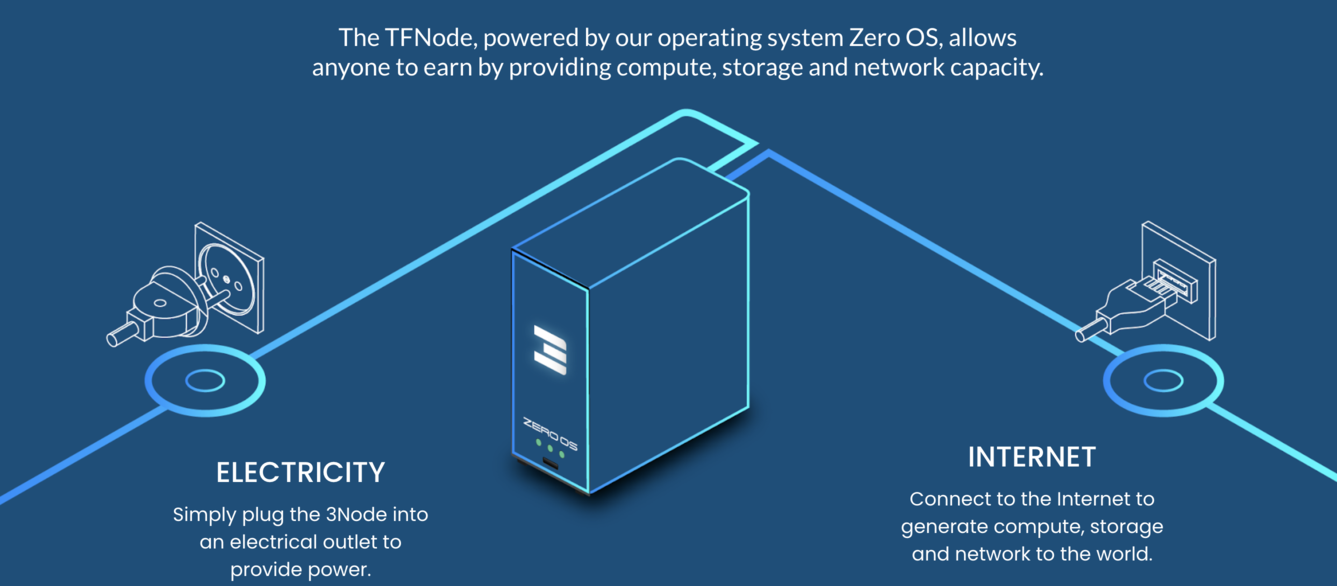 The TFNode, powered by our operating system Zero OS, allows
anyone to earn by providing compute, storage and network capacity.
ZERO OS
ELECTRICITY
Simply plug the 3Node into
an electrical outlet to
provide power.
INTERNET
Connect to the Internet to
generate compute, storage
and network to the world.